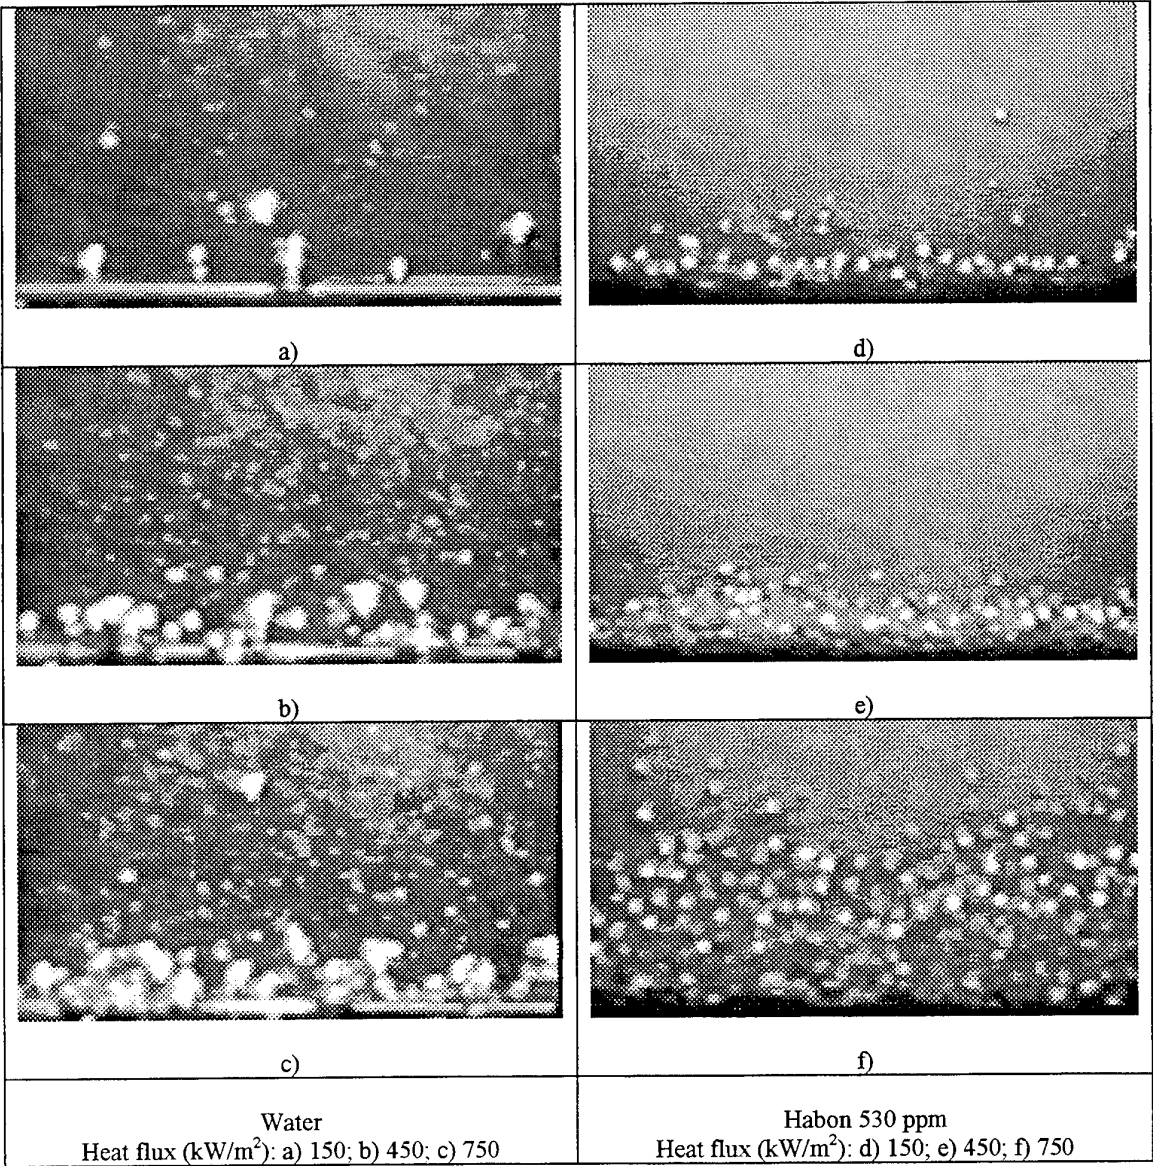 a)
d)
b)
e)
c)
f)
Water
Heat flux (kW/m²): a) 150; b) 450; c) 750
Habon 530 ppm
Heat flux (kW/m²): d) 150; e) 450; f) 750